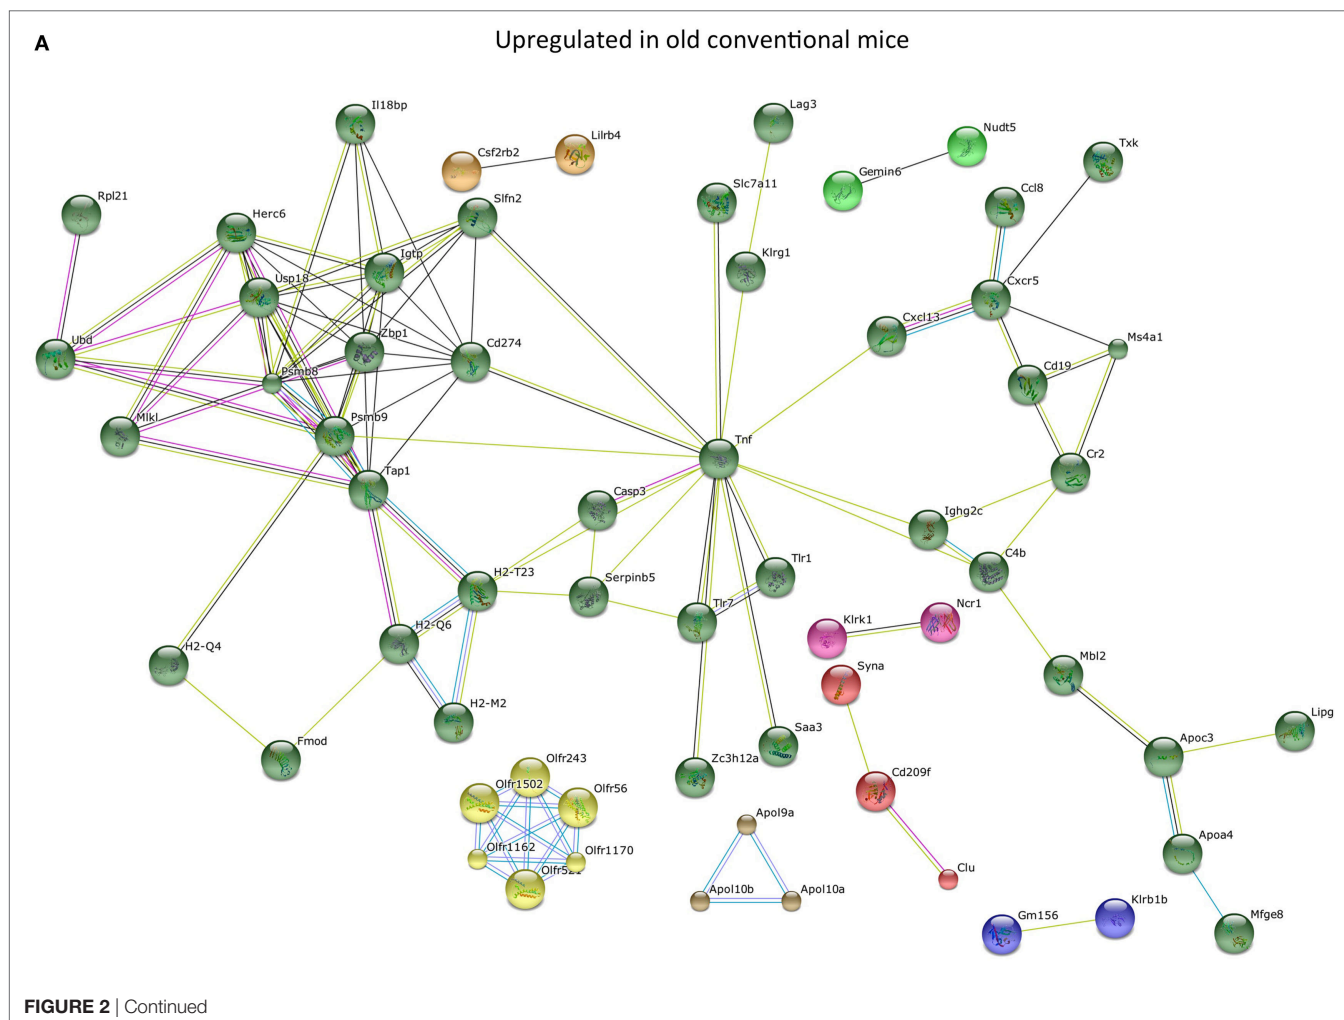 A
Upregulated in old conventional mice
Il18bp
Lag3
Lilrb4
Nudt5
Txk
Csf2rb2
Gemin6
Rpl21
Slfn2
Slc7a11
Ccl8
Herc6
Igtp
Klrg1
Usp18
Cxcr5
Cxcl13
Zbp1
Ubd
Cd274
Ms4a1
Psmb8
Cd19
Mlkl
Psmb9
Tnf
Cr2
Tap1
Casp3
Ighg2c
Tlr1
C4b
H2-T23
Serpinb5
Tlr7
Ncr1
Klrk1
H2-Q6
H2-Q4
Syna
Mbl2
H2-M2
Lipg
Saa3
Apoc3
Fmod
Zc3h12a
Olfr243
Cd209f
Olfr1502
Olfr56
Apol9a
Apoa4
Olfr1162
Olfr1170
Clu
Olfr521
Apol10b
Apol10a
Klrb1b
Gm156
Mfge8
FIGURE 2 | Continued